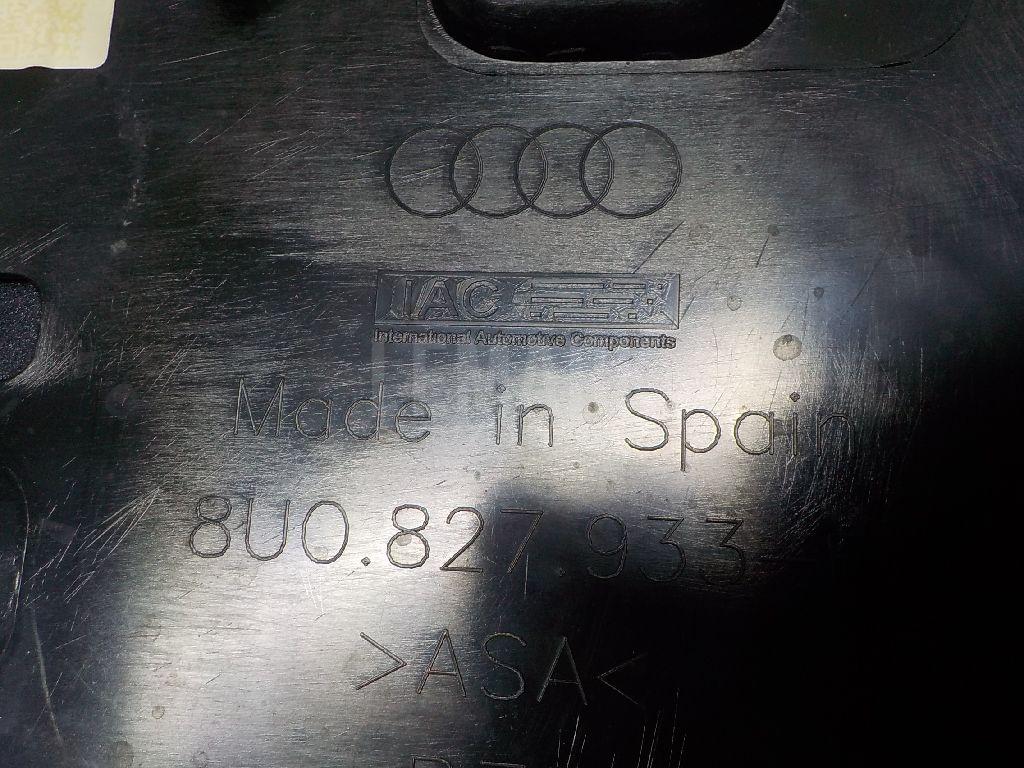 IAC
International Automotive Components
Made in Spain
8U0.827.933
>ASA<